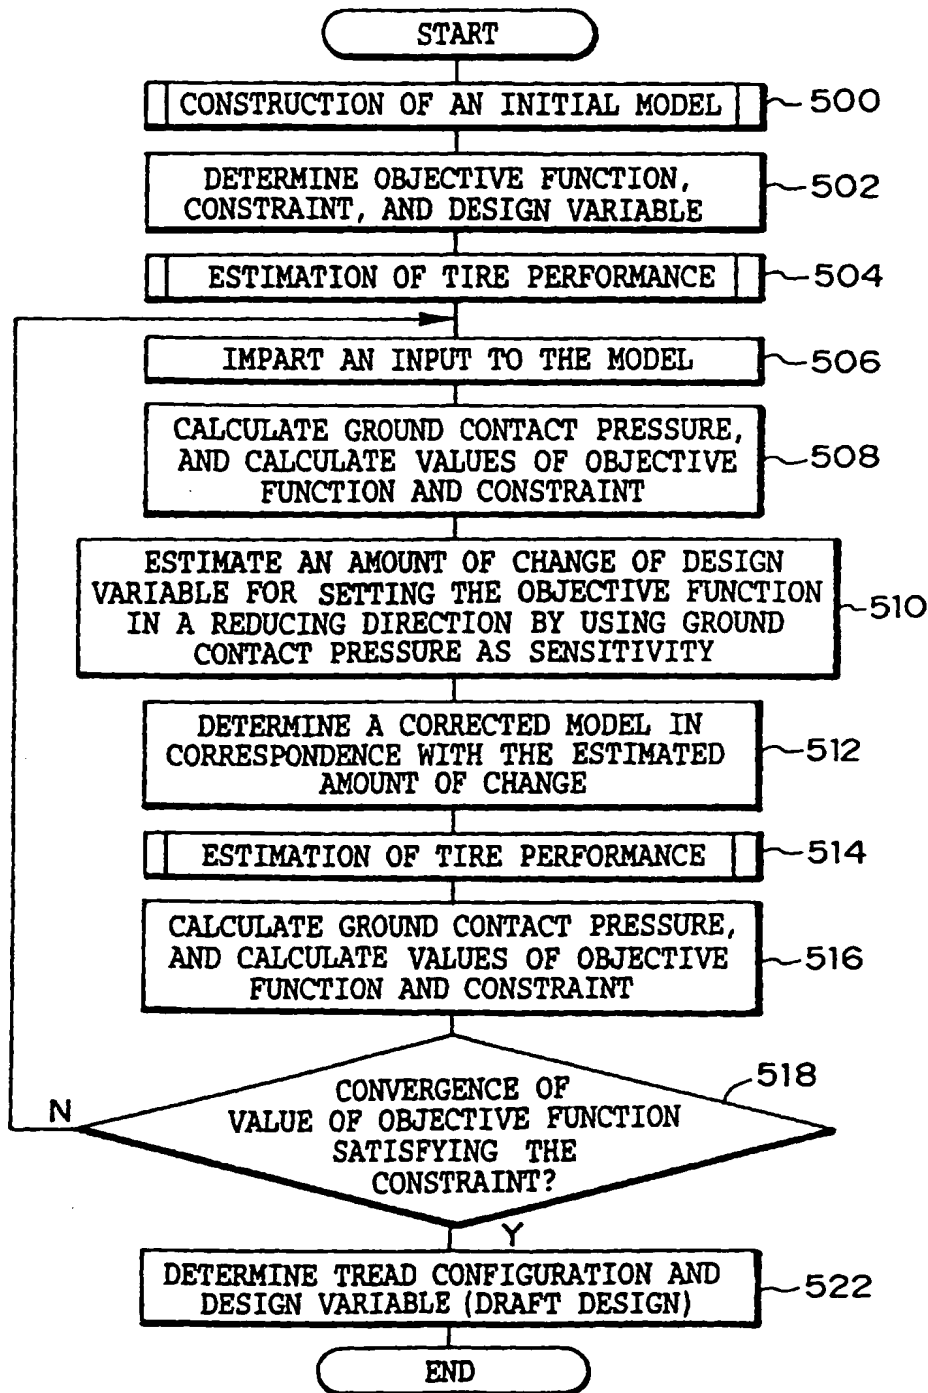 START
CONSTRUCTION OF AN INITIAL MODEL
500
DETERMINE OBJECTIVE FUNCTION,
CONSTRAINT, AND DESIGN VARIABLE
502
ESTIMATION OF TIRE PERFORMANCE
504
IMPART AN INPUT TO THE MODEL
506
CALCULATE GROUND CONTACT PRESSURE,
AND CALCULATE VALUES OF OBJECTIVE
FUNCTION AND CONSTRAINT
508
ESTIMATE AN AMOUNT OF CHANGE OF DESIGN
VARIABLE FOR SETTING THE OBJECTIVE FUNCTION
IN A REDUCING DIRECTION BY USING GROUND
CONTACT PRESSURE AS SENSITIVITY
510
DETERMINE A CORRECTED MODEL IN
CORRESPONDENCE WITH THE ESTIMATED
AMOUNT OF CHANGE
512
ESTIMATION OF TIRE PERFORMANCE
514
CALCULATE GROUND CONTACT PRESSURE,
AND CALCULATE VALUES OF OBJECTIVE
FUNCTION AND CONSTRAINT
516
CONVERGENCE OF
VALUE OF OBJECTIVE FUNCTION
SATISFYING THE
CONSTRAINT?
518
N
Y
DETERMINE TREAD CONFIGURATION AND
DESIGN VARIABLE (DRAFT DESIGN)
522
END